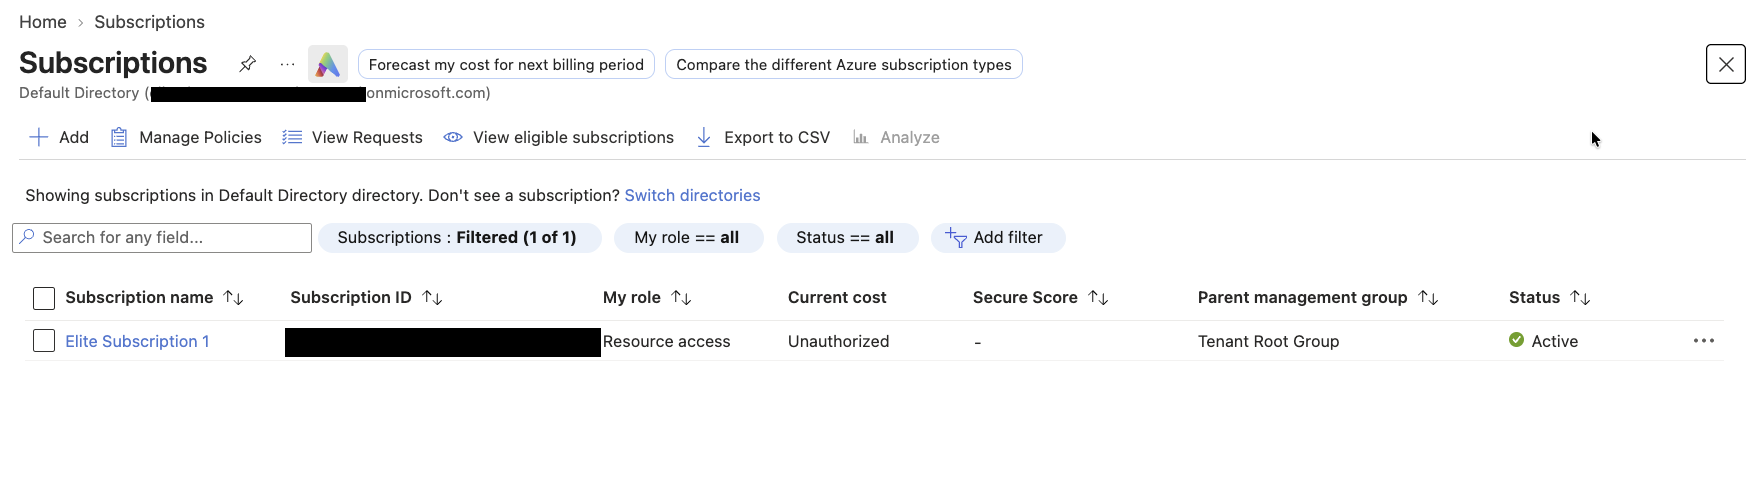 Home › Subscriptions
Subscriptions ... Forecast my cost for next billing period Compare the different Azure subscription types
Default Directory ( onmicrosoft.com)
Add Manage Policies View Requests View eligible subscriptions Export to CSV Analyze
Showing subscriptions in Default Directory directory. Don't see a subscription? Switch directories
Search for any field... Subscriptions : Filtered (1 of 1) My role == all Status == all Add filter
Subscription name ↑↓ Subscription ID ↑↓ My role ↑↓ Current cost Secure Score ↑↓ Parent management group ↑↓ Status ↑↓
Elite Subscription 1 Resource access Unauthorized - Tenant Root Group Active ...